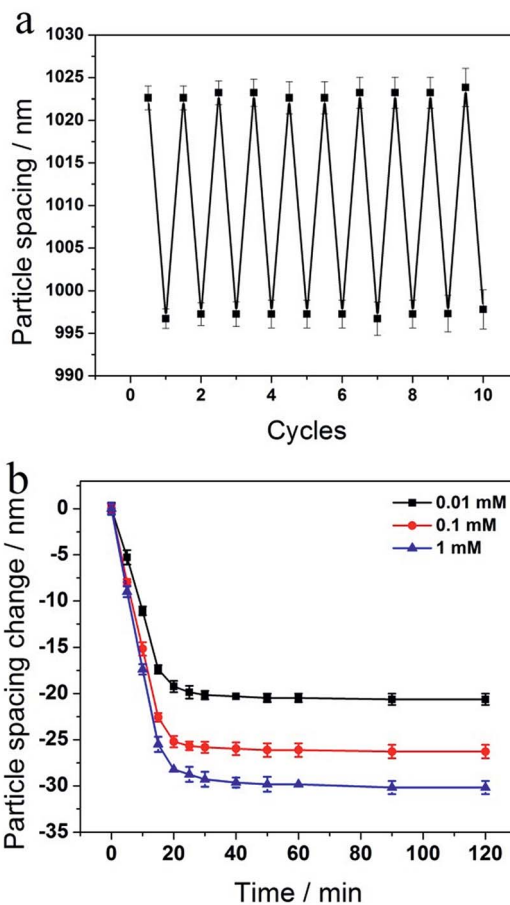 a
1030
1025
1020
1015
1010
1005
1000
995
990
Particle spacing / nm
0 2 4 6 8 10
Cycles
b
0
-5
-10
-15
-20
-25
-30
-35
Particle spacing change / nm
0.01 mM
0.1 mM
1 mM
0 20 40 60 80 100 120
Time / min